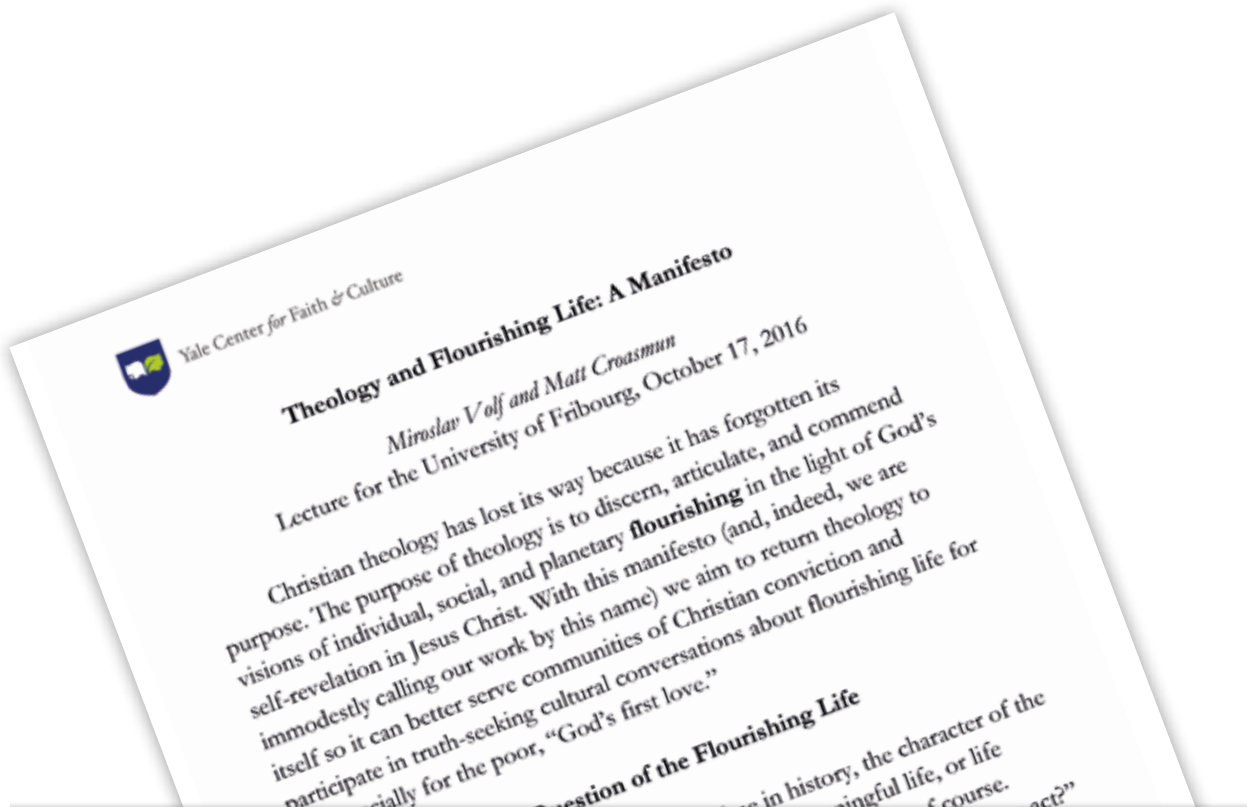 Yale Center for Faith & Culture
Theology and Flourishing Life: A Manifesto
Miroslav Volf and Matt Croasmun
Lecture for the University of Fribourg, October 17, 2016
Christian theology has lost its way because it has forgotten its
purpose. The purpose of theology is to discern, articulate, and commend
visions of individual, social, and planetary flourishing in the light of God’s
self-revelation in Jesus Christ. With this manifesto (and, indeed, we are
immodestly calling our work by this name) we aim to return theology to
itself so it can better serve communities of Christian conviction and
participate in truth-seeking cultural conversations about flourishing life for
for the poor, “God’s first love.”
of the Flourishing Life
in history, the character of the
life, or life
course.